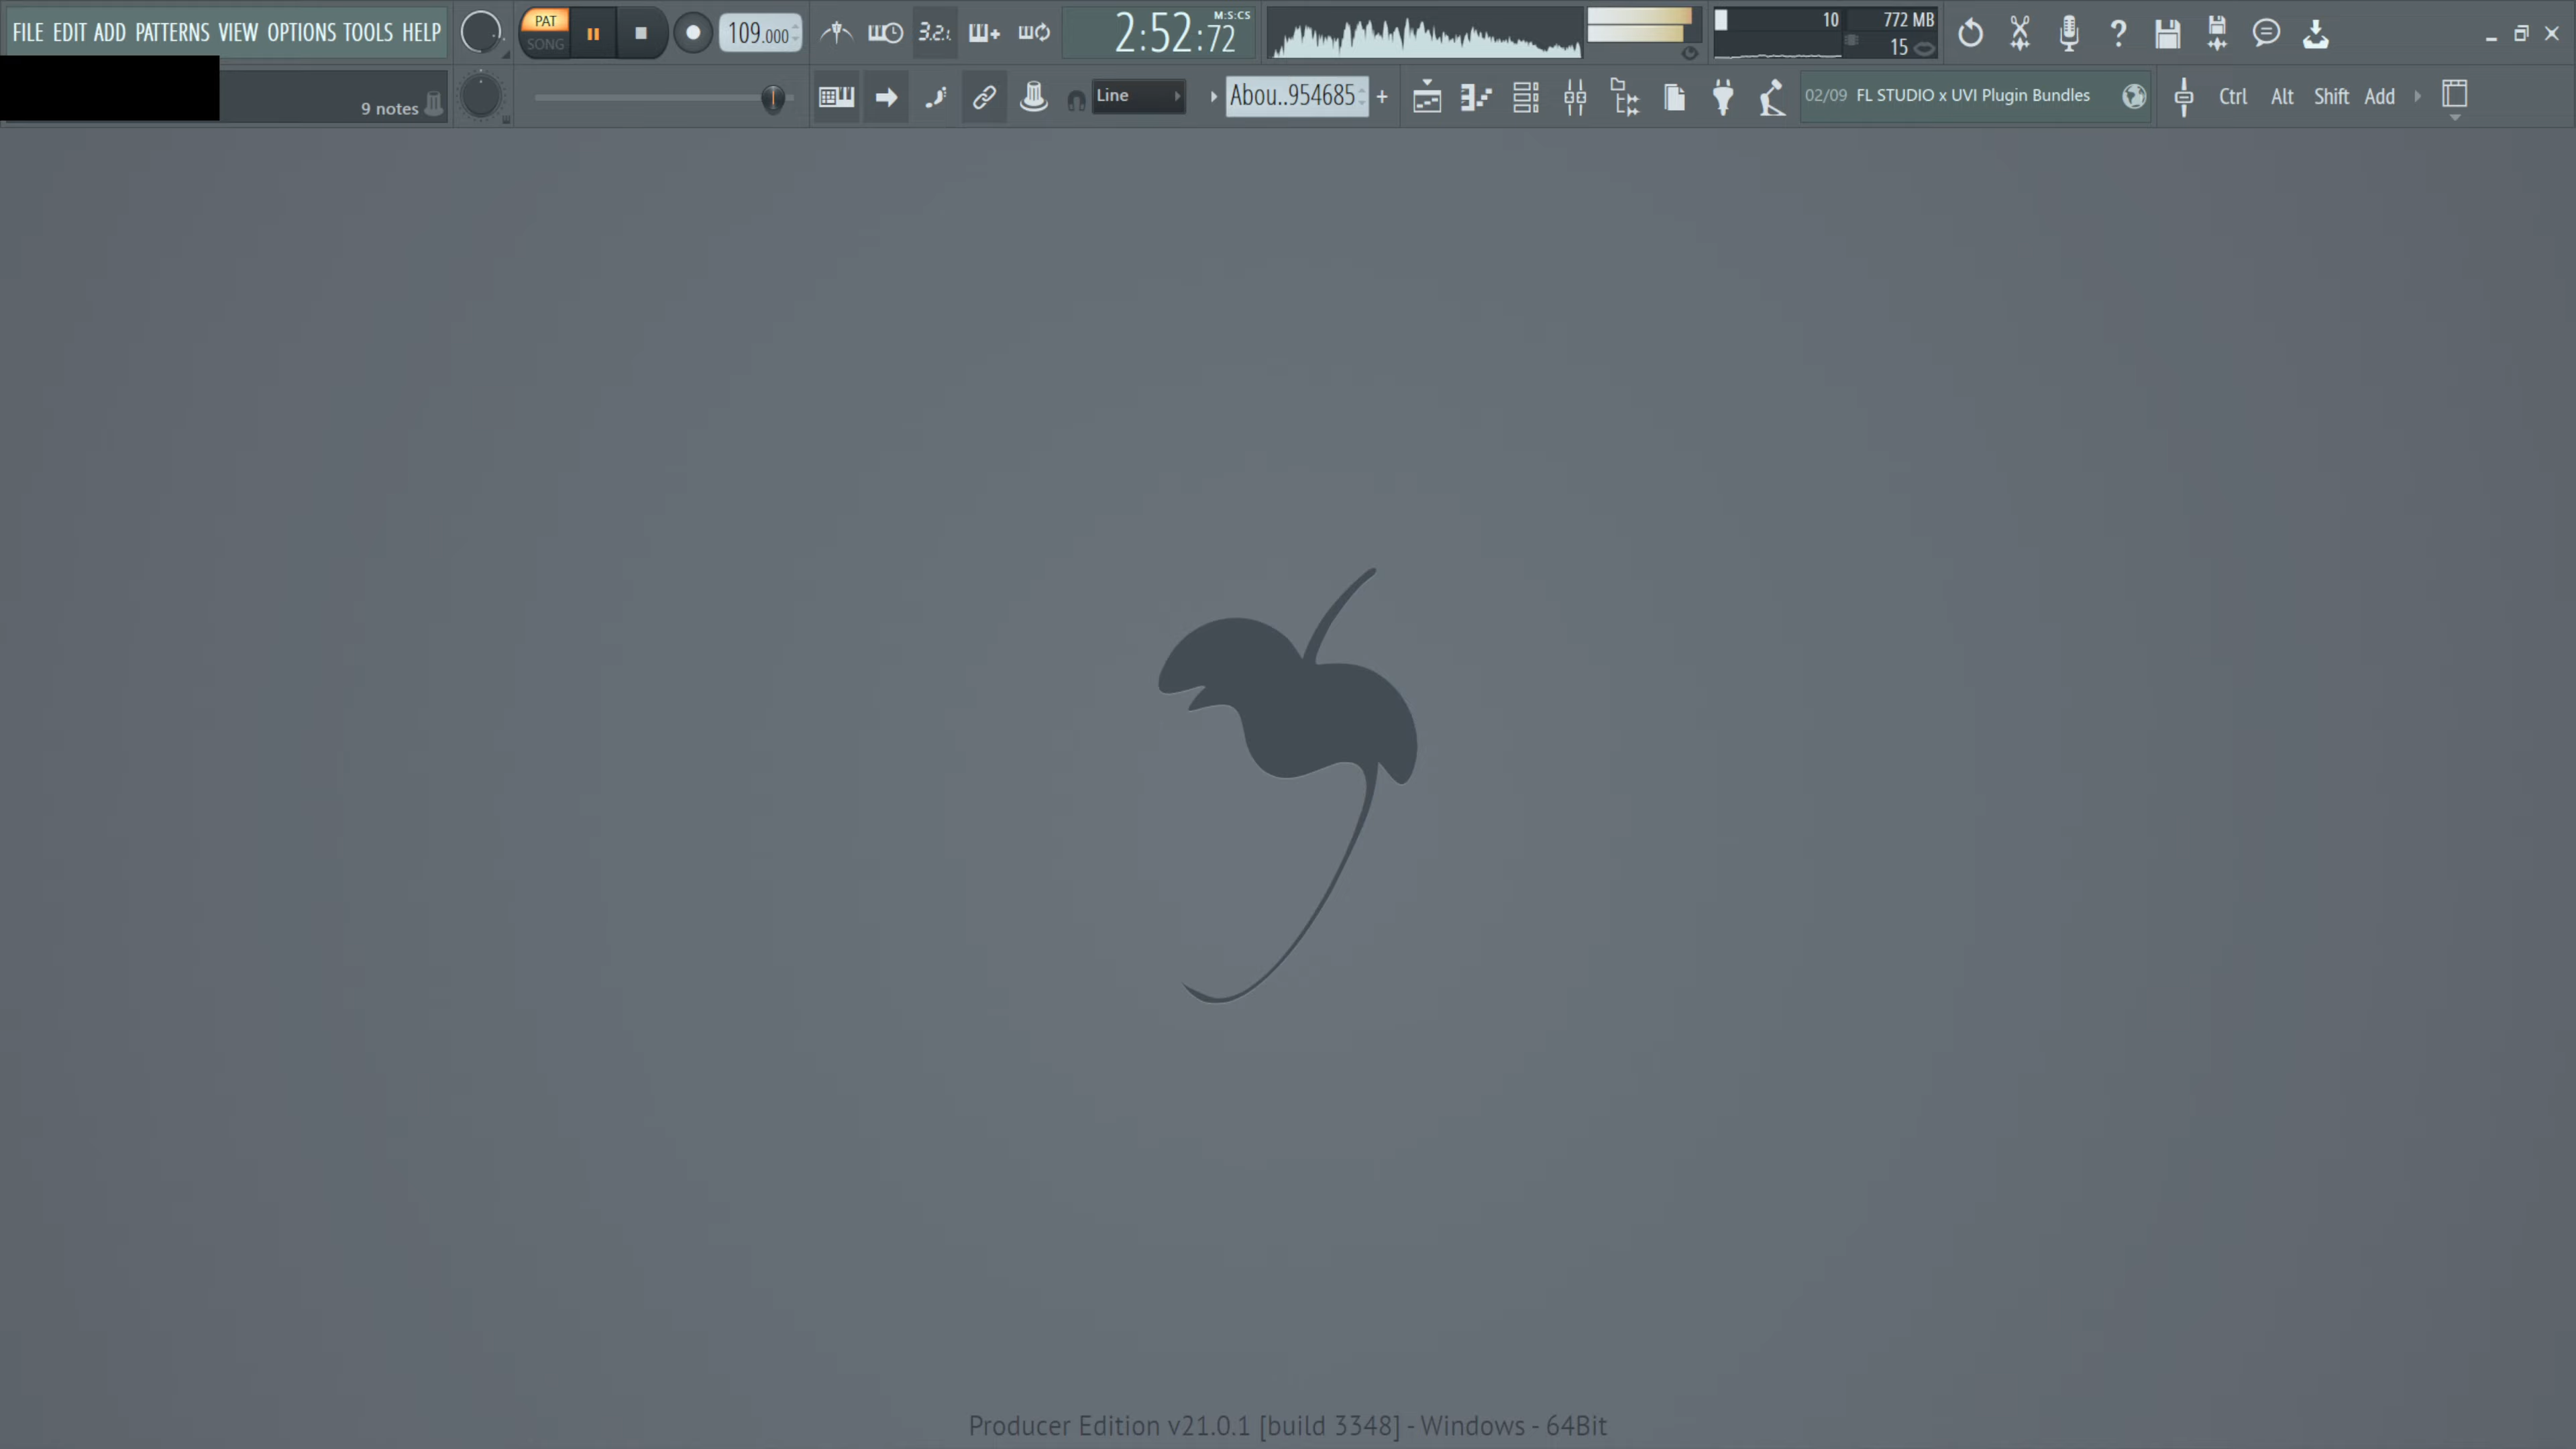 FILE EDIT ADD PATTERNS VIEW OPTIONS TOOLS HELP
PAT
SONG
109.000
3.2.
2:52:72
M:S:CS
10
772 MB
15
9 notes
Line
Abou..954685
+
02/09 FL STUDIO x UVI Plugin Bundles
Ctrl Alt Shift Add
Producer Edition v21.0.1 [build 3348] - Windows - 64Bit